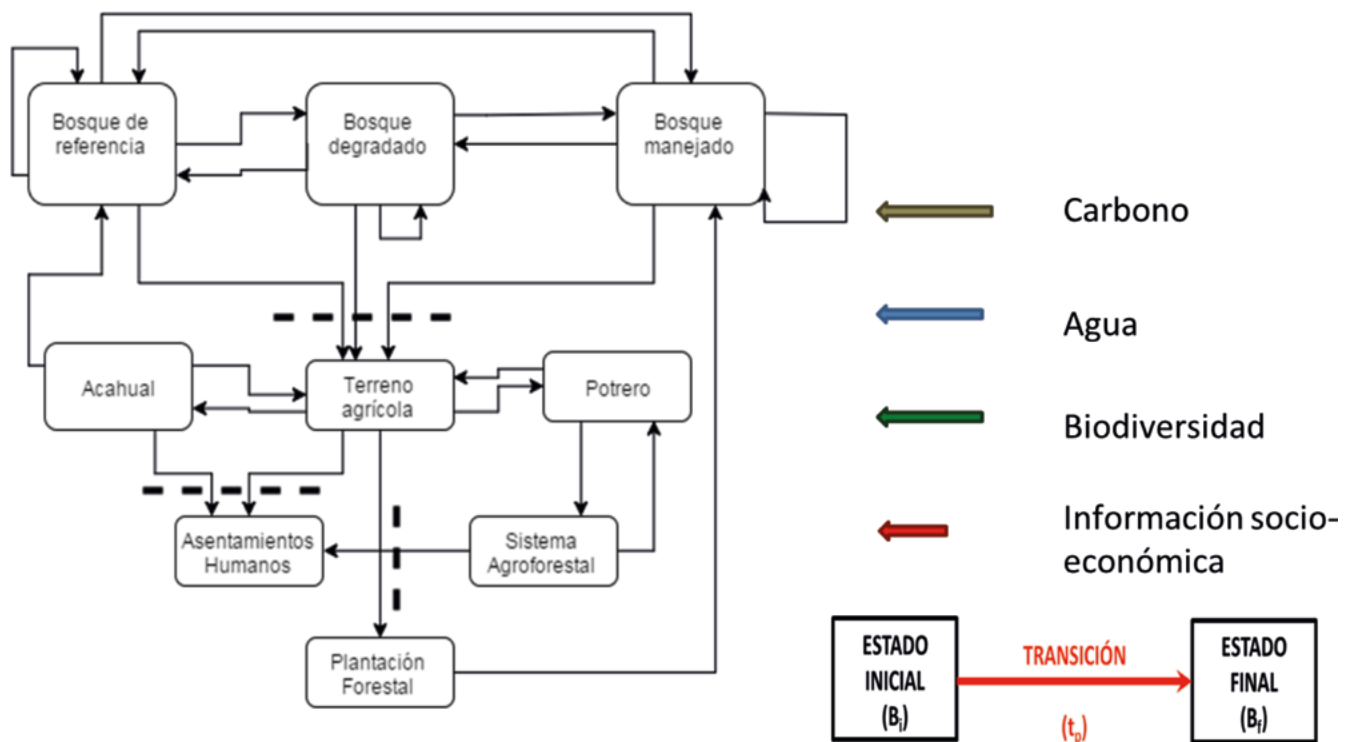 Bosque de
referencia
Bosque
degradado
Bosque
manejado
Carbono
Agua
Biodiversidad
Información socio-
económica
Acahual
Terreno
agrícola
Potrero
Asentamientos
Humanos
Sistema
Agroforestal
Plantación
Forestal
ESTADO
INICIAL
(Bi)
TRANSICIÓN
(tp)
ESTADO
FINAL
(Bf)